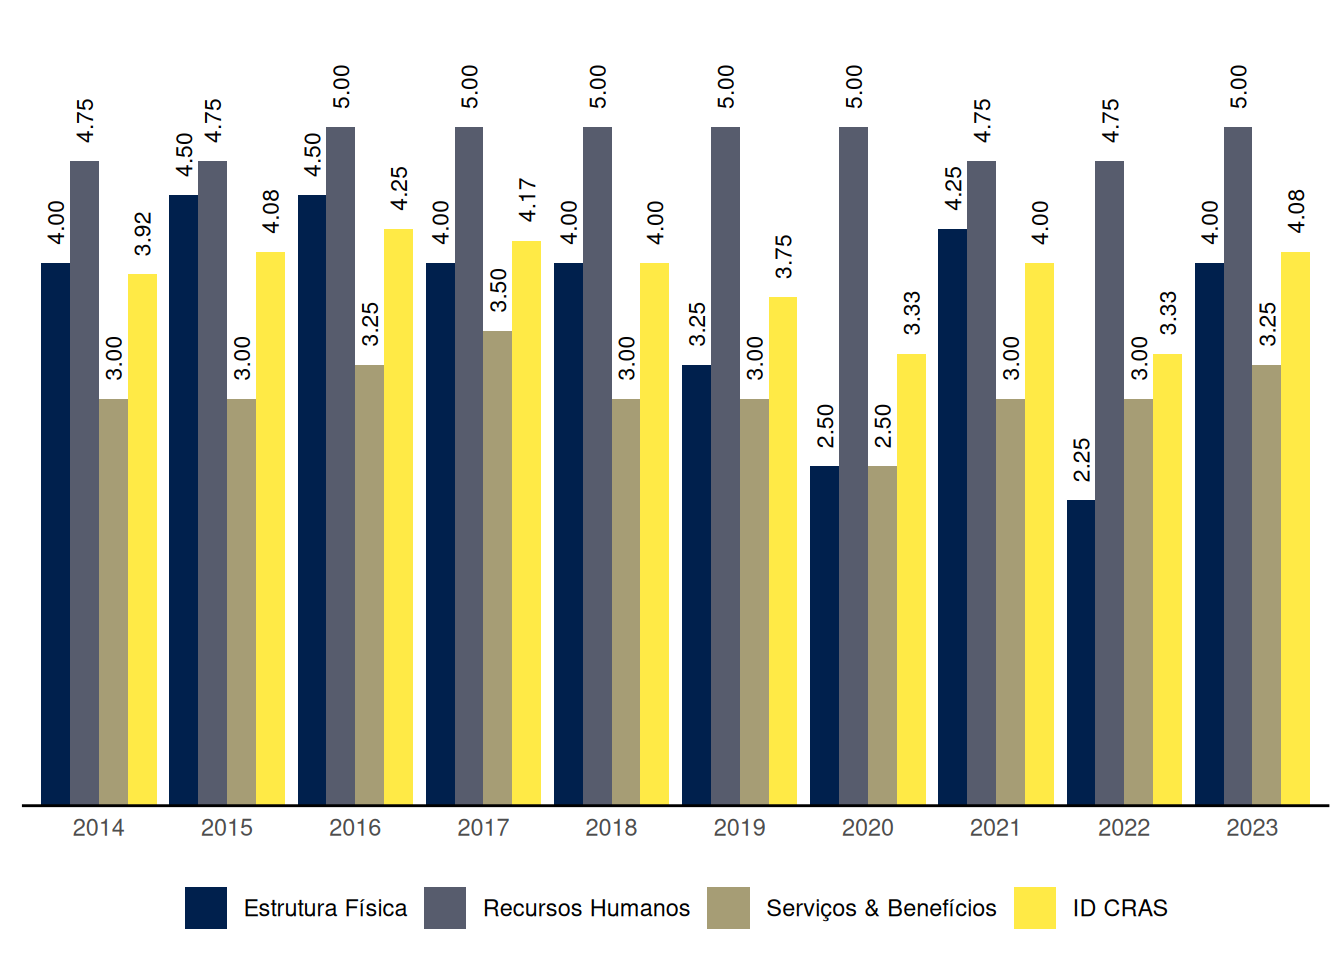 4.00 4.75 3.00 3.92
4.50 4.75 3.00 4.08
4.50 5.00 3.25 4.25
4.00 5.00 3.50 4.17
4.00 5.00 3.00 4.00
3.25 5.00 3.00 3.75
2.50 5.00 2.50 3.33
4.25 4.75 3.00 4.00
2.25 4.75 3.00 3.33
4.00 5.00 3.25 4.08
2014 2015 2016 2017 2018 2019 2020 2021 2022 2023
Estrutura Física Recursos Humanos Serviços & Benefícios ID CRAS